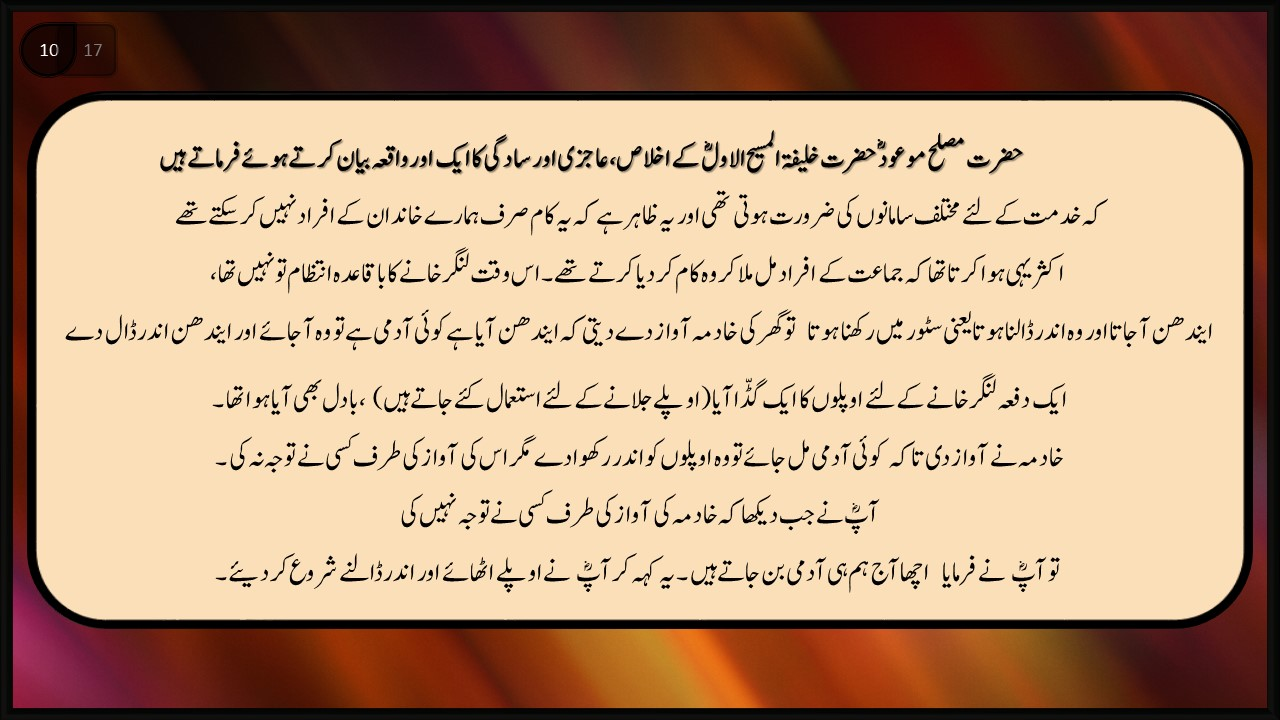 10 17
حضرت مصلح موعودؓ حضرت خلیفۃ المسیح الاولؓ کے اخلاص، عاجزی اور سادگی کا ایک اور واقعہ بیان کرتے ہوئے فرماتے ہیں
کہ خدمت کے لئے مختلف سامانوں کی ضرورت ہوتی تھی اور یہ ظاہر ہے کہ یہ کام صرف ہمارے خاندان کے افراد نہیں کر سکتے تھے
اکثر یہی ہوا کرتا تھا کہ جماعت کے افراد مل ملا کر وہ کام کر دیا کرتے تھے۔ اس وقت لنگر خانے کا باقاعدہ انتظام تو نہیں تھا،
ایندھن آجاتا اور وہ اندر ڈالنا ہوتا یعنی سٹور میں رکھنا ہوتا تو گھر کی خادمہ آواز دے دیتی کہ ایندھن آیا ہے کوئی آدمی ہے تو وہ آجائے اور ایندھن اندر ڈال دے
ایک دفعہ لنگر خانے کے لئے اوپلوں کا ایک گڈّا آیا (اوپلے جلانے کے لئے استعمال کئے جاتے ہیں) ، بادل بھی آیا ہوا تھا۔
خادمہ نے آواز دی تا کہ کوئی آدمی مل جائے تو وہ اوپلوں کو اندر رکھوا دے مگر اس کی آواز کی طرف کسی نے توجہ نہ کی ۔
آپؓ نے جب دیکھا کہ خادمہ کی آواز کی طرف کسی نے توجہ نہیں کی
تو آپؓ نے فرمایا اچھا آج ہم ہی آدمی بن جاتے ہیں۔ یہ کہہ کر آپؓ نے اوپلے اٹھائے اور اندر ڈالنے شروع کر دیئے۔